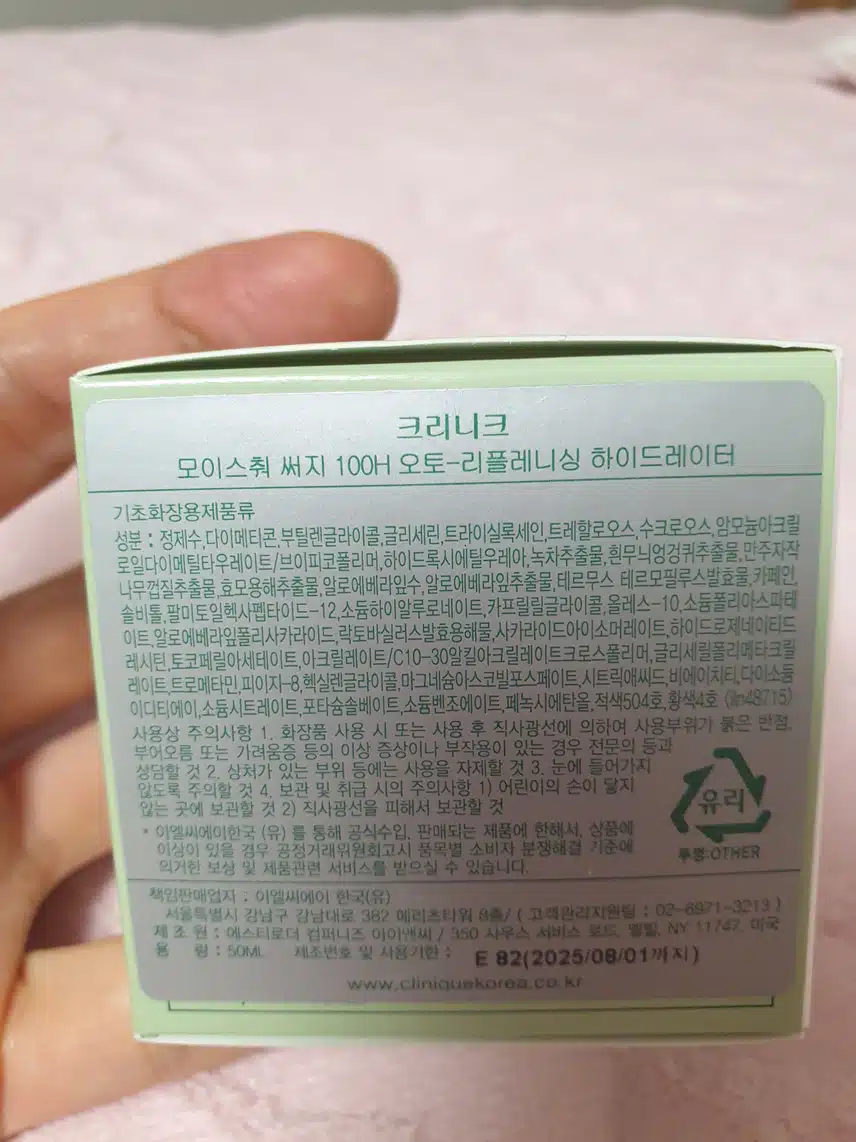 크리니크
모이스춰 써지 100H 오토-리플레니싱 하이드레이터
기초화장용제품류
성분 : 정제수,다이메티콘,부틸렌글라이콜,글리세린,트라이실록세인,트레할로오스,수크로오스,암모늄아크릴
로일다이메틸타우레이트/브이피코폴리머,하이드록시에틸우레아,녹차추출물,흰무늬엉겅퀴추출물,만주자작
나무껍질추출물,효모용해추출물,알로에베라잎수,알로에베라잎추출물,테르무스 테르모필루스발효물,카페인,
솔비톨,팔미토일헥사펩타이드-12,소듐하이알루로네이트,카프릴릴글라이콜,올레스-10,소듐폴리아스파테
이트,알로에베라잎폴리사카라이드,락토바실러스발효용해물,사카라이드아이소머레이트,하이드로제네이티드
레시틴,토코페릴아세테이트,아크릴레이트/C10-30알킬아크릴레이트크로스폴리머,글리세릴폴리메타크릴
레이트,트로메타민,피이지-8,헥실렌글라이콜,마그네슘아스코빌포스페이트,시트릭애씨드,비에이치티,다이소듐
이디티에이,소듐시트레이트,포타슘솔베이트,소듐벤조에이트,페녹시에탄올,적색504호,황색4호 (iln48715)
사용상 주의사항 1. 화장품 사용 시 또는 사용 후 직사광선에 의하여 사용부위가 붉은 반점,
부어오름 또는 가려움증 등의 이상 증상이나 부작용이 있는 경우 전문의 등과
상담할 것 2. 상처가 있는 부위 등에는 사용을 자제할 것 3. 눈에 들어가지
않도록 주의할 것 4. 보관 및 취급 시의 주의사항 1) 어린이의 손이 닿지
않는 곳에 보관할 것 2) 직사광선을 피해서 보관할 것
유리
투명:OTHER
* 이엘씨에이한국 (유) 를 통해 공식수입, 판매되는 제품에 한해서, 상품에
이상이 있을 경우 공정거래위원회고시 품목별 소비자 분쟁해결 기준에
의거한 보상 및 제품관련 서비스를 받으실 수 있습니다.
책임판매업자 : 이엘씨에이 한국(유)
서울특별시 강남구 강남대로 382 메리츠타워 8층/ ( 고객관리지원팀 : 02-6971-3213 )
제 조 원 : 에스티로더 컴퍼니즈 아이앤씨 / 350 사우스 서비스 로드, 멜빌, NY 11747, 미국
용 량 : 50ML 제조번호 및 사용기한 : E 82(2025/08/01까지)
www.cliniquekorea.co.kr